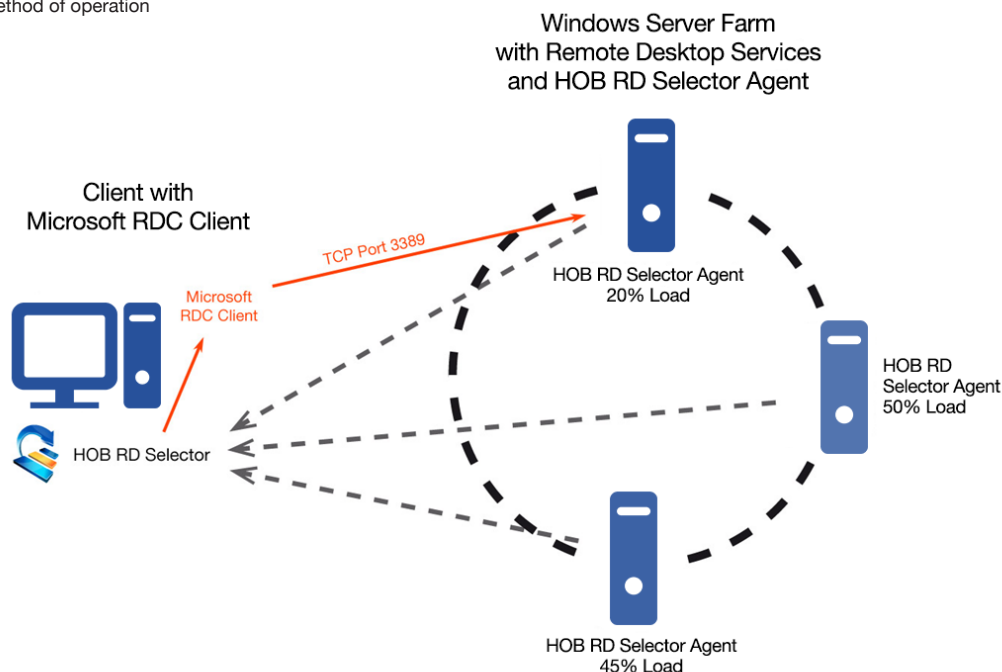 ethod of operation
Windows Server Farm
with Remote Desktop Services
and HOB RD Selector Agent
Client with
Microsoft RDC Client
TCP Port 3389
HOB RD Selector Agent
20% Load
Microsoft
RDC Client
HOB RD
Selector Agent
50% Load
HOB RD Selector
HOB RD Selector Agent
45% Load